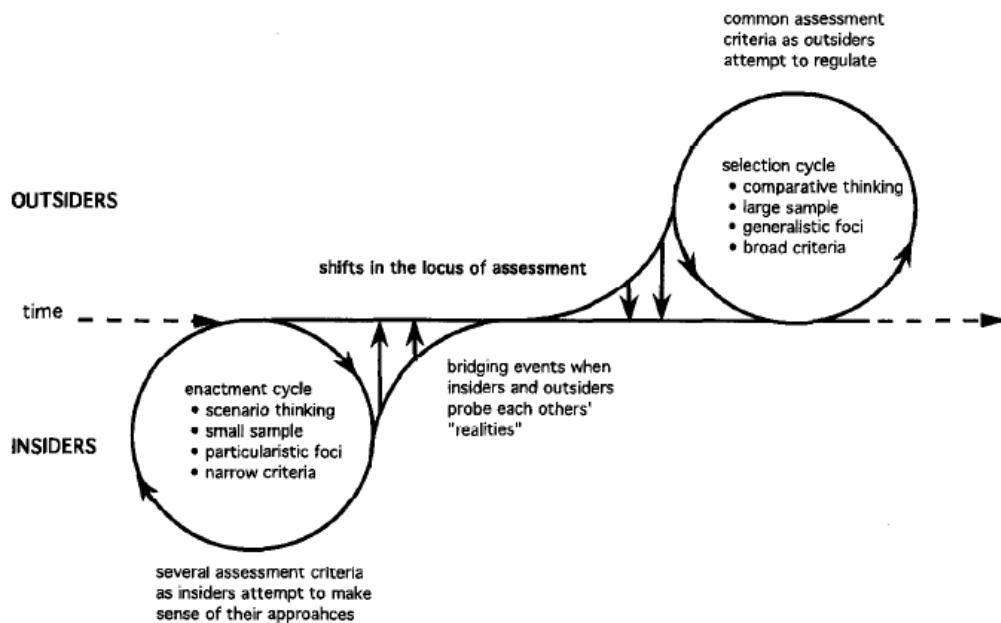 common assessment
criteria as outsiders
attempt to regulate
selection cycle
• comparative thinking
• large sample
• generalistic foci
• broad criteria
OUTSIDERS
shifts in the locus of assessment
time
bridging events when
insiders and outsiders
probe each others'
"realities"
enactment cycle
• scenario thinking
• small sample
• particularistic foci
• narrow criteria
INSIDERS
several assessment criteria
as insiders attempt to make
sense of their approahces